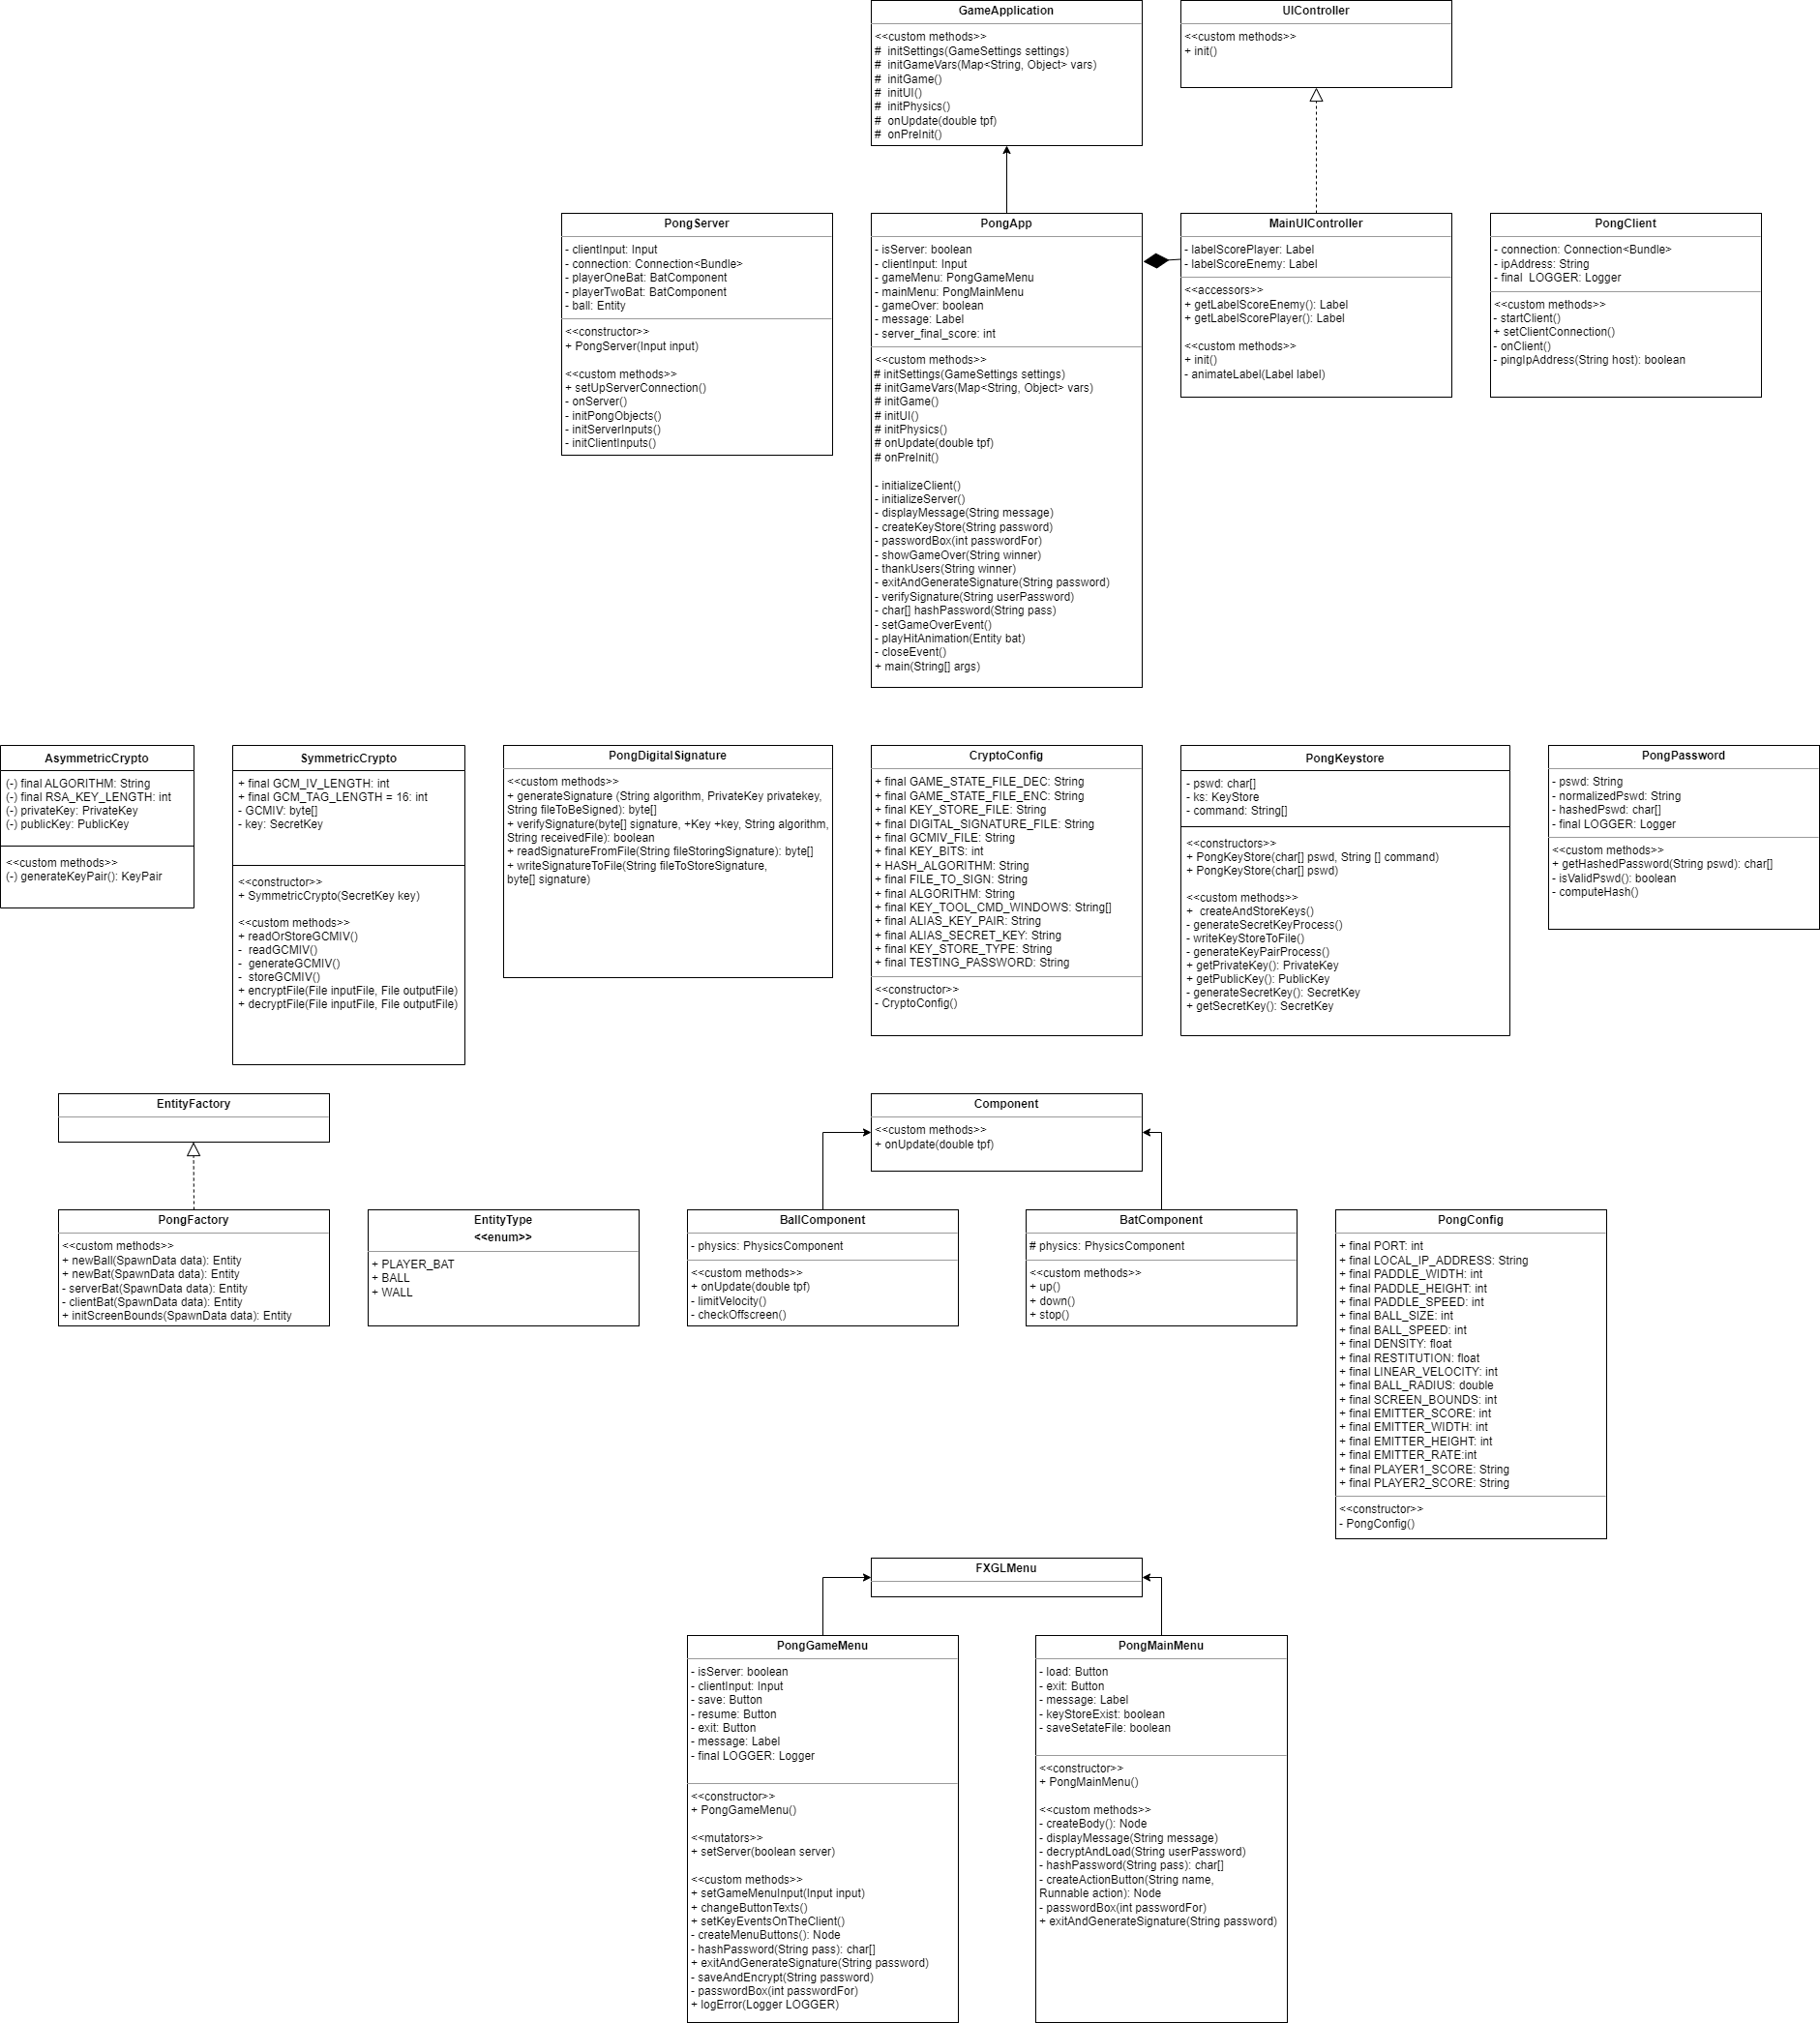 GameApplication
<<custom methods>>
#  initSettings(GameSettings settings)
#  initGameVars(Map<String, Object> vars)
#  initGame()
#  initUI()
#  initPhysics()
#  onUpdate(double tpf)
#  onPreInit()
UIController
<<custom methods>>
+ init()
PongServer
- clientInput: Input
- connection: Connection<Bundle>
- playerOneBat: BatComponent
- playerTwoBat: BatComponent
- ball: Entity
<<constructor>>
+ PongServer(Input input)
<<custom methods>>
+ setUpServerConnection()
- onServer()
- initPongObjects()
- initServerInputs()
- initClientInputs()
PongApp
- isServer: boolean
- clientInput: Input
- gameMenu: PongGameMenu
- mainMenu: PongMainMenu
- gameOver: boolean
- message: Label
- server_final_score: int
<<custom methods>>
# initSettings(GameSettings settings)
# initGameVars(Map<String, Object> vars)
# initGame()
# initUI()
# initPhysics()
# onUpdate(double tpf)
# onPreInit()
- initializeClient()
- initializeServer()
- displayMessage(String message)
- createKeyStore(String password)
- passwordBox(int passwordFor)
- showGameOver(String winner)
- thankUsers(String winner)
- exitAndGenerateSignature(String password)
- verifySignature(String userPassword)
- char[] hashPassword(String pass)
- setGameOverEvent()
- playHitAnimation(Entity bat)
- closeEvent()
+ main(String[] args)
MainUIController
- labelScorePlayer: Label
- labelScoreEnemy: Label
<<accessors>>
+ getLabelScoreEnemy(): Label
+ getLabelScorePlayer(): Label
<<custom methods>>
+ init()
- animateLabel(Label label)
PongClient
- connection: Connection<Bundle>
- ipAddress: String
- final  LOGGER: Logger
<<custom methods>>
- startClient()
+ setClientConnection()
- onClient()
- pingIpAddress(String host): boolean
AsymmetricCrypto
(-) final ALGORITHM: String
(-) final RSA_KEY_LENGTH: int
(-) privateKey: PrivateKey
(-) publicKey: PublicKey
<<custom methods>>
(-) generateKeyPair(): KeyPair
SymmetricCrypto
+ final GCM_IV_LENGTH: int
+ final GCM_TAG_LENGTH = 16: int
- GCMIV: byte[]
- key: SecretKey
<<constructor>>
+ SymmetricCrypto(SecretKey key)
<<custom methods>>
+ readOrStoreGCMIV()
-  readGCMIV()
-  generateGCMIV()
-  storeGCMIV()
+ encryptFile(File inputFile, File outputFile)
+ decryptFile(File inputFile, File outputFile)
PongDigitalSignature
<<custom methods>>
+ generateSignature (String algorithm, PrivateKey privatekey,
String fileToBeSigned): byte[]
+ verifySignature(byte[] signature, +Key +key, String algorithm,
String receivedFile): boolean
+ readSignatureFromFile(String fileStoringSignature): byte[]
+ writeSignatureToFile(String fileToStoreSignature,
byte[] signature)
CryptoConfig
+ final GAME_STATE_FILE_DEC: String
+ final GAME_STATE_FILE_ENC: String
+ final KEY_STORE_FILE: String
+ final DIGITAL_SIGNATURE_FILE: String
+ final GCMIV_FILE: String
+ final KEY_BITS: int
+ HASH_ALGORITHM: String
+ final FILE_TO_SIGN: String
+ final ALGORITHM: String
+ final KEY_TOOL_CMD_WINDOWS: String[]
+ final ALIAS_KEY_PAIR: String
+ final ALIAS_SECRET_KEY: String
+ final KEY_STORE_TYPE: String
+ final TESTING_PASSWORD: String
<<constructor>>
- CryptoConfig()
PongKeystore
- pswd: char[]
- ks: KeyStore
- command: String[]
<<constructors>>
+ PongKeyStore(char[] pswd, String [] command)
+ PongKeyStore(char[] pswd)
<<custom methods>>
+  createAndStoreKeys()
- generateSecretKeyProcess()
- writeKeyStoreToFile()
- generateKeyPairProcess()
+ getPrivateKey(): PrivateKey
+ getPublicKey(): PublicKey
- generateSecretKey(): SecretKey
+ getSecretKey(): SecretKey
PongPassword
- pswd: String
- normalizedPswd: String
- hashedPswd: char[]
- final LOGGER: Logger
<<custom methods>>
+ getHashedPassword(String pswd): char[]
- isValidPswd(): boolean
- computeHash()
EntityFactory
Component
<<custom methods>>
+ onUpdate(double tpf)
PongFactory
<<custom methods>>
+ newBall(SpawnData data): Entity
+ newBat(SpawnData data): Entity
- serverBat(SpawnData data): Entity
- clientBat(SpawnData data): Entity
+ initScreenBounds(SpawnData data): Entity
EntityType
<<enum>>
+ PLAYER_BAT
+ BALL
+ WALL
BallComponent
- physics: PhysicsComponent
<<custom methods>>
+ onUpdate(double tpf)
- limitVelocity()
- checkOffscreen()
BatComponent
# physics: PhysicsComponent
<<custom methods>>
+ up()
+ down()
+ stop()
PongConfig
+ final PORT: int
+ final LOCAL_IP_ADDRESS: String
+ final PADDLE_WIDTH: int
+ final PADDLE_HEIGHT: int
+ final PADDLE_SPEED: int
+ final BALL_SIZE: int
+ final BALL_SPEED: int
+ final DENSITY: float
+ final RESTITUTION: float
+ final LINEAR_VELOCITY: int
+ final BALL_RADIUS: double
+ final SCREEN_BOUNDS: int
+ final EMITTER_SCORE: int
+ final EMITTER_WIDTH: int
+ final EMITTER_HEIGHT: int
+ final EMITTER_RATE:int
+ final PLAYER1_SCORE: String
+ final PLAYER2_SCORE: String
<<constructor>>
- PongConfig()
FXGLMenu
PongGameMenu
- isServer: boolean
- clientInput: Input
- save: Button
- resume: Button
- exit: Button
- message: Label
- final LOGGER: Logger
<<constructor>>
+ PongGameMenu()
<<mutators>>
+ setServer(boolean server)
<<custom methods>>
+ setGameMenuInput(Input input)
+ changeButtonTexts()
+ setKeyEventsOnTheClient()
- createMenuButtons(): Node
- hashPassword(String pass): char[]
+ exitAndGenerateSignature(String password)
- saveAndEncrypt(String password)
- passwordBox(int passwordFor)
+ logError(Logger LOGGER)
PongMainMenu
- load: Button
- exit: Button
- message: Label
- keyStoreExist: boolean
- saveSetateFile: boolean
<<constructor>>
+ PongMainMenu()
<<custom methods>>
- createBody(): Node
- displayMessage(String message)
- decryptAndLoad(String userPassword)
- hashPassword(String pass): char[]
- createActionButton(String name,
Runnable action): Node
- passwordBox(int passwordFor)
+ exitAndGenerateSignature(String password)